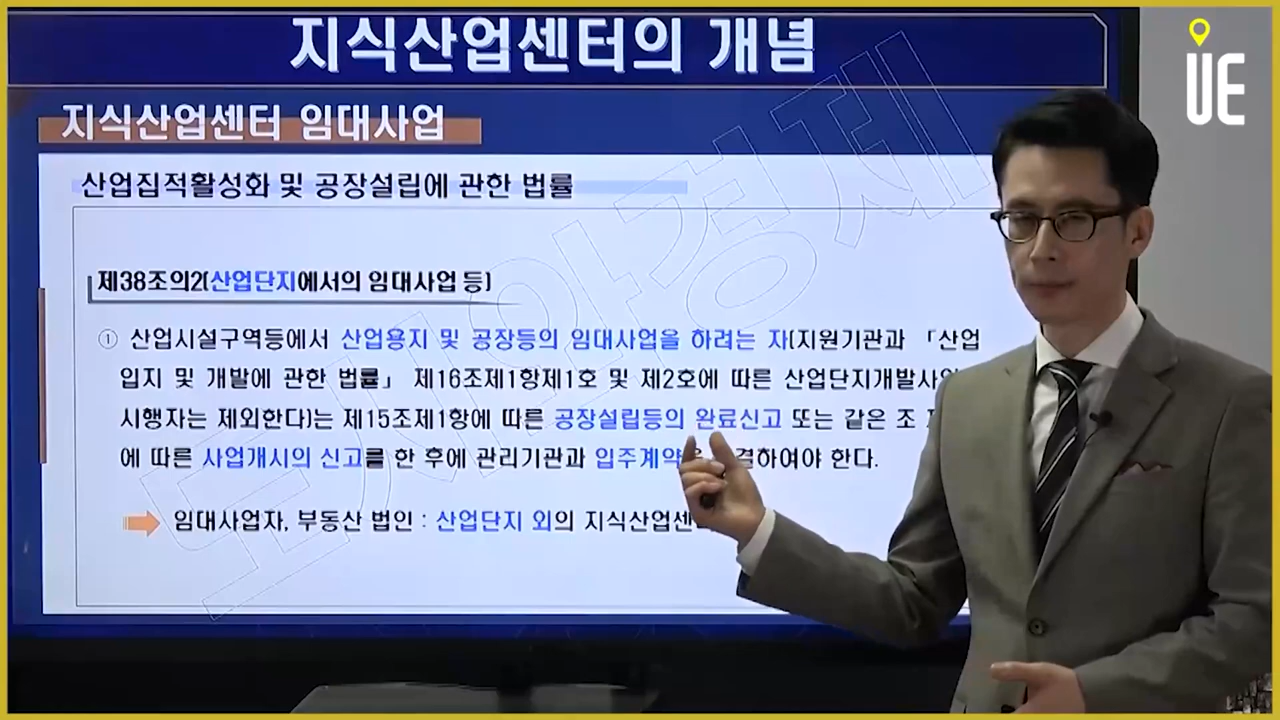 지식산업센터의 개념
UE
지식산업센터 임대사업
산업집적활성화 및 공장설립에 관한 법률
제38조의2(산업단지에서의 임대사업 등)
① 산업시설구역등에서 산업용지 및 공장등의 임대사업을 하려는 자(지원기관과 「산업
입지 및 개발에 관한 법률」 제16조제1항제1호 및 제2호에 따른 산업단지개발사업
시행자는 제외한다)는 제15조제1항에 따른 공장설립등의 완료신고 또는 같은 조
에 따른 사업개시의 신고를 한 후에 관리기관과 입주계약 하여야 한다.
임대사업자, 부동산 법인 : 산업단지 외의 지식산업센
도시와경제